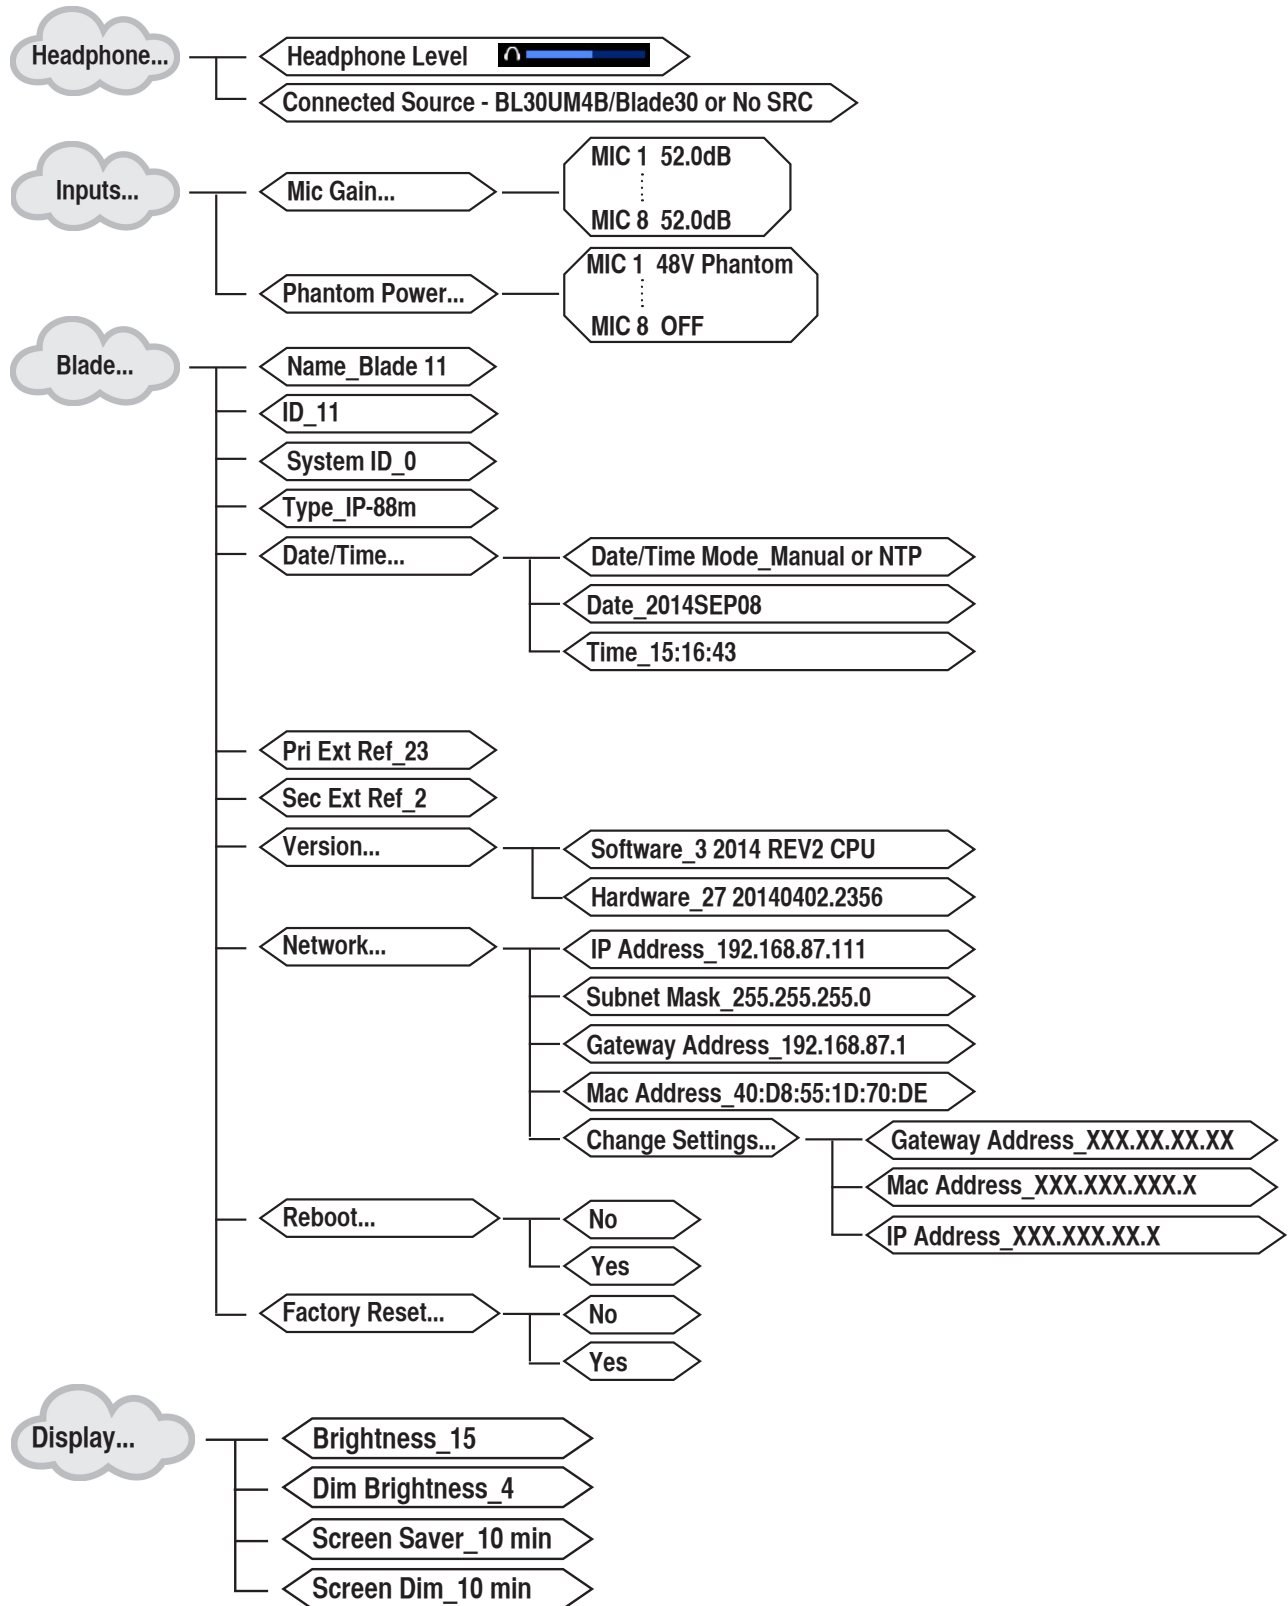 Headphone...
Headphone Level
Connected Source - BL30UM4B/Blade30 or No SRC
Inputs...
Mic Gain...
MIC 1 52.0dB
MIC 8 52.0dB
Phantom Power...
MIC 1 48V Phantom
MIC 8 OFF
Blade...
Name_Blade 11
ID_11
System ID_0
Type_IP-88m
Date/Time...
Date/Time Mode_Manual or NTP
Date_2014SEP08
Time_15:16:43
Pri Ext Ref_23
Sec Ext Ref_2
Version...
Software_3 2014 REV2 CPU
Hardware_27 20140402.2356
Network...
IP Address_192.168.87.111
Subnet Mask_255.255.255.0
Gateway Address_192.168.87.1
Mac Address_40:D8:55:1D:70:DE
Change Settings...
Gateway Address_XXX.XX.XX.XX
Mac Address_XXX.XXX.XXX.X
IP Address_XXX.XXX.XX.X
Reboot...
No
Yes
Factory Reset...
No
Yes
Display...
Brightness_15
Dim Brightness_4
Screen Saver_10 min
Screen Dim_10 min